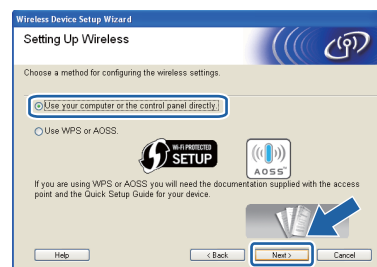 Wireless Device Setup Wizard
Setting Up Wireless
Choose a method for configuring the wireless settings.
Use your computer or the control panel directly.
Use WPS or AOSS.
Wi-Fi PROTECTED
SETUP
AOSS™
If you are using WPS or AOSS you will need the documentation supplied with the access
point and the Quick Setup Guide for your device.
Help
< Back
Next >
Cancel